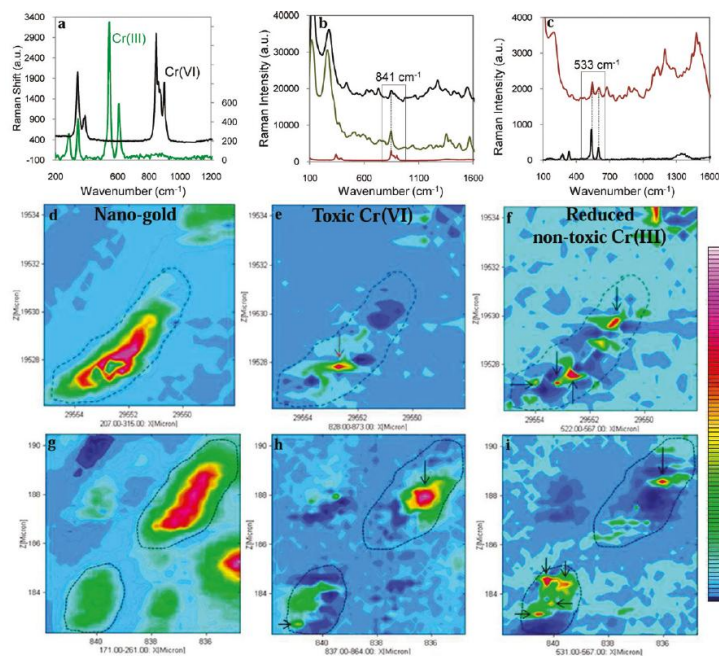 a
Cr(III)
Cr(VI)
Raman Shift (a.u.)
3400
2900
2400
1900
1400
900
400
-100
600
400
200
0
200 400 600 800 1000 1200
Wavenumber (cm-1)
b
841 cm-1
Raman Intensity (a.u.)
40000
30000
20000
10000
0
100 400 700 1000 1300 1600
Wavenumber (cm-1)
c
533 cm-1
Raman Intensity (a.u.)
4000
3000
2000
1000
0
100 400 700 1000 1300 1600
Wavenumber (cm-1)
d Nano-gold
Z[Micron]
19534
19532
19530
19528
29554 29552
207.00-315.00: X[Micron]
e Toxic Cr(VI)
Z[Micron]
19534
19532
19530
19528
29554 29552 29550
828.00-873.00: X[Micron]
f Reduced
non-toxic Cr(III)
Z[Micron]
19534
19532
19530
19528
29554 29552
522.00-567.00: X[Micron]
g
Z[Micron]
190
188
186
184
840 838 836
171.00-261.00: X[Micron]
h
Z[Micron]
190
188
186
184
840 838 836
837.00-864.00: X[Micron]
i
Z[Micron]
190
188
186
184
840 838 836
531.00-567.00: X[Micron]